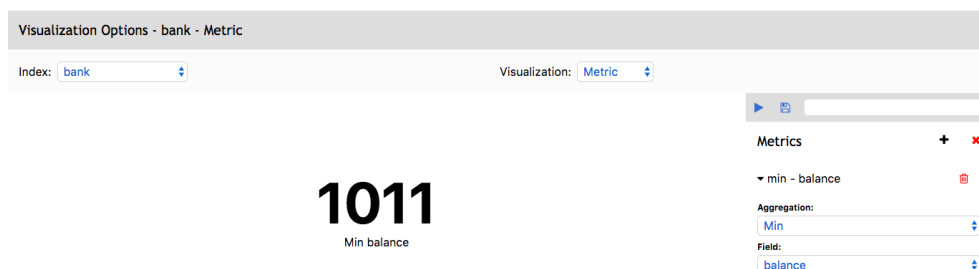 Visualization Options - bank - Metric
Index: bank
Visualization: Metric
Metrics
min - balance
Aggregation:
Min
Field:
balance
1011
Min balance